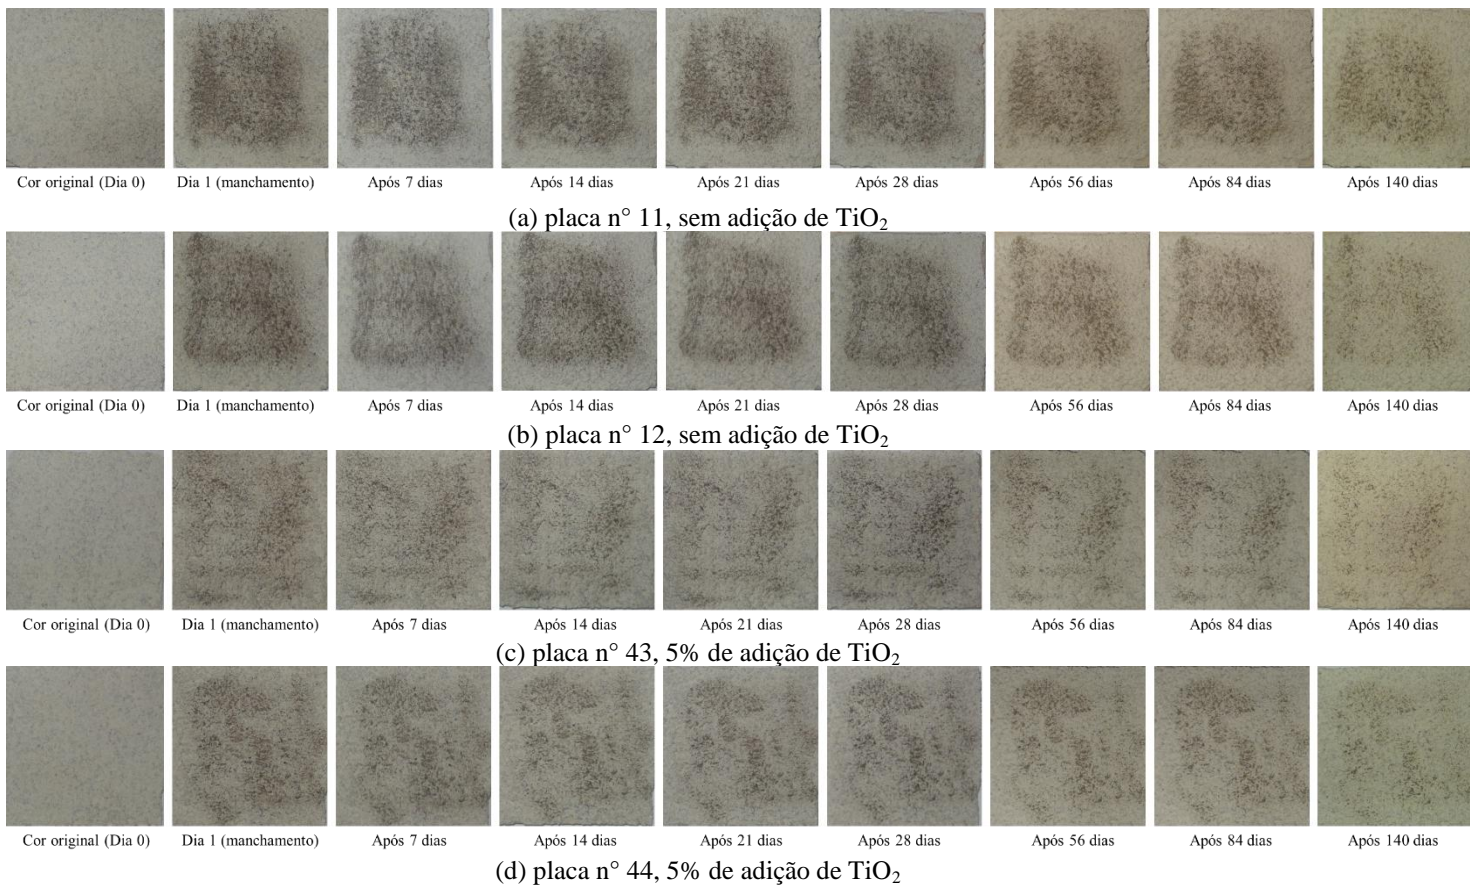 Cor original (Dia 0) Dia 1 (manchamento) Após 7 dias Após 14 dias Após 21 dias Após 28 dias Após 56 dias Após 84 dias Após 140 dias
(a) placa n° 11, sem adição de TiO₂
Cor original (Dia 0) Dia 1 (manchamento) Após 7 dias Após 14 dias Após 21 dias Após 28 dias Após 56 dias Após 84 dias Após 140 dias
(b) placa n° 12, sem adição de TiO₂
Cor original (Dia 0) Dia 1 (manchamento) Após 7 dias Após 14 dias Após 21 dias Após 28 dias Após 56 dias Após 84 dias Após 140 dias
(c) placa n° 43, 5% de adição de TiO₂
Cor original (Dia 0) Dia 1 (manchamento) Após 7 dias Após 14 dias Após 21 dias Após 28 dias Após 56 dias Após 84 dias Após 140 dias
(d) placa n° 44, 5% de adição de TiO₂